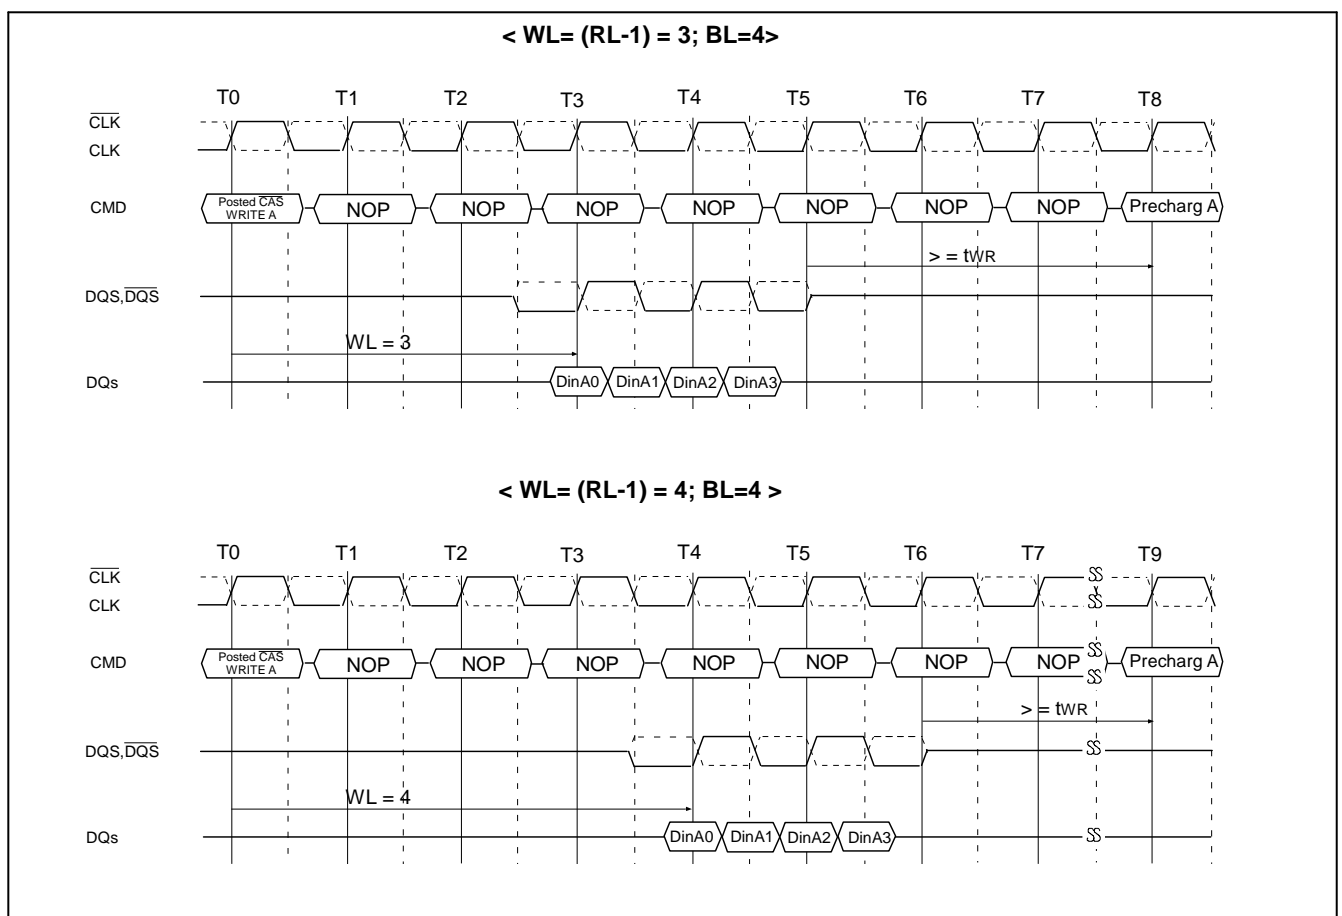 < WL= (RL-1) = 3; BL=4>
T0 T1 T2 T3 T4 T5 T6 T7 T8
CLK
CLK
CMD Posted CAS WRITE A NOP NOP NOP NOP NOP NOP NOP Precharg A
> = tWR
DQS,DQS
WL = 3
DQs DinA0 DinA1 DinA2 DinA3
< WL= (RL-1) = 4; BL=4 >
T0 T1 T2 T3 T4 T5 T6 T7 T9
CLK
CLK
CMD Posted CAS WRITE A NOP NOP NOP NOP NOP NOP NOP Precharg A
> = tWR
DQS,DQS
WL = 4
DQs DinA0 DinA1 DinA2 DinA3